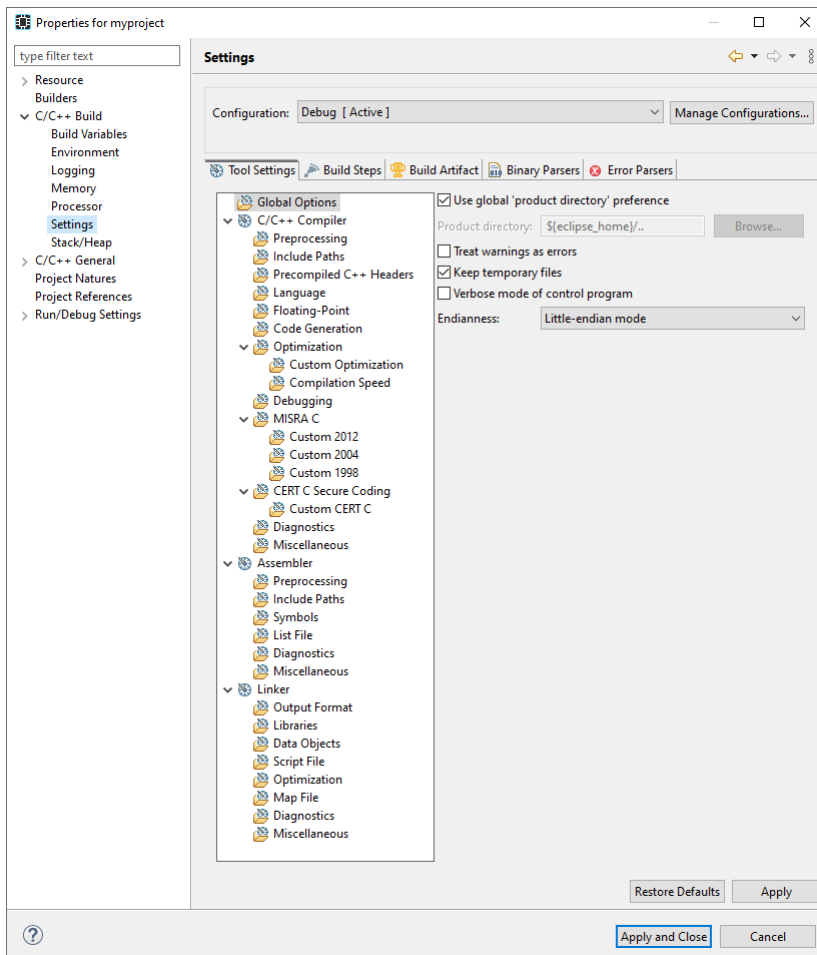 Properties for myproject
type filter text
Resource
Builders
C/C++ Build
Build Variables
Environment
Logging
Memory
Processor
Settings
Stack/Heap
C/C++ General
Project Natures
Project References
Run/Debug Settings
Settings
Configuration: Debug [ Active ] Manage Configurations...
Tool Settings Build Steps Build Artifact Binary Parsers Error Parsers
Global Options
C/C++ Compiler
Preprocessing
Include Paths
Precompiled C++ Headers
Language
Floating-Point
Code Generation
Optimization
Custom Optimization
Compilation Speed
Debugging
MISRA C
Custom 2012
Custom 2004
Custom 1998
CERT C Secure Coding
Custom CERT C
Diagnostics
Miscellaneous
Assembler
Preprocessing
Include Paths
Symbols
List File
Diagnostics
Miscellaneous
Linker
Output Format
Libraries
Data Objects
Script File
Optimization
Map File
Diagnostics
Miscellaneous
Use global 'product directory' preference
Product directory: ${eclipse_home}/.. Browse...
Treat warnings as errors
Keep temporary files
Verbose mode of control program
Endianness: Little-endian mode
Restore Defaults Apply
Apply and Close Cancel